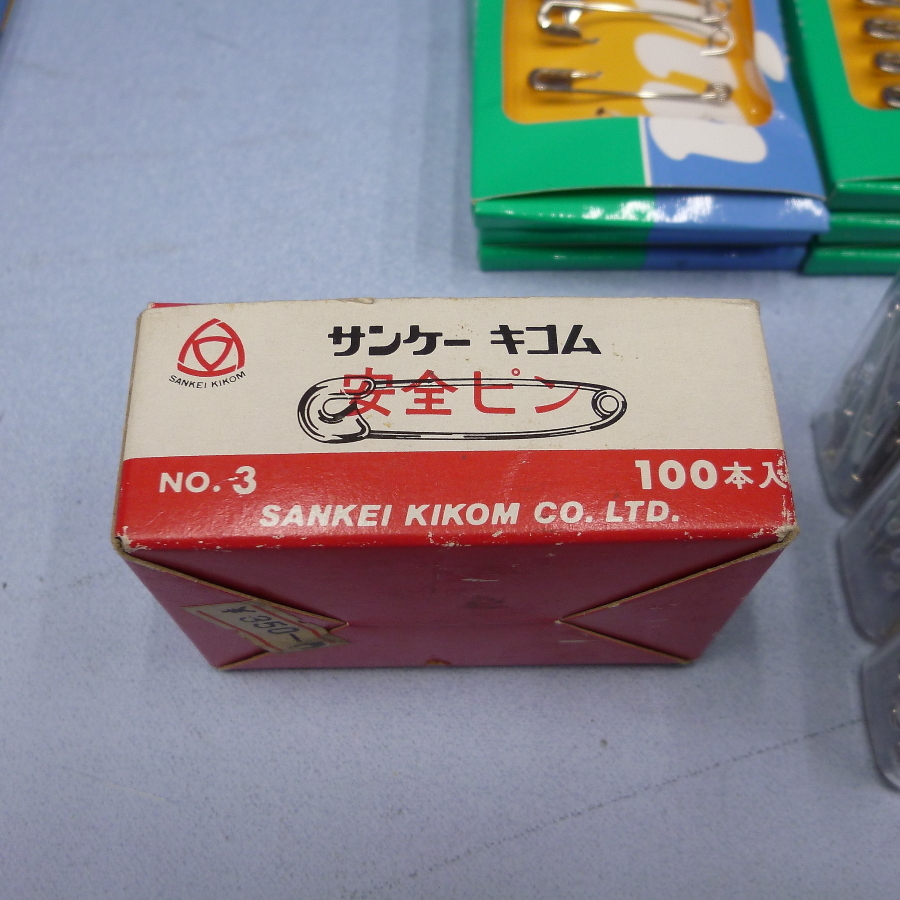 サンケー キコム
SANKEI KIKOM
安全ピン
NO. 3
100本入
SANKEI KIKOM CO. LTD.
¥350-